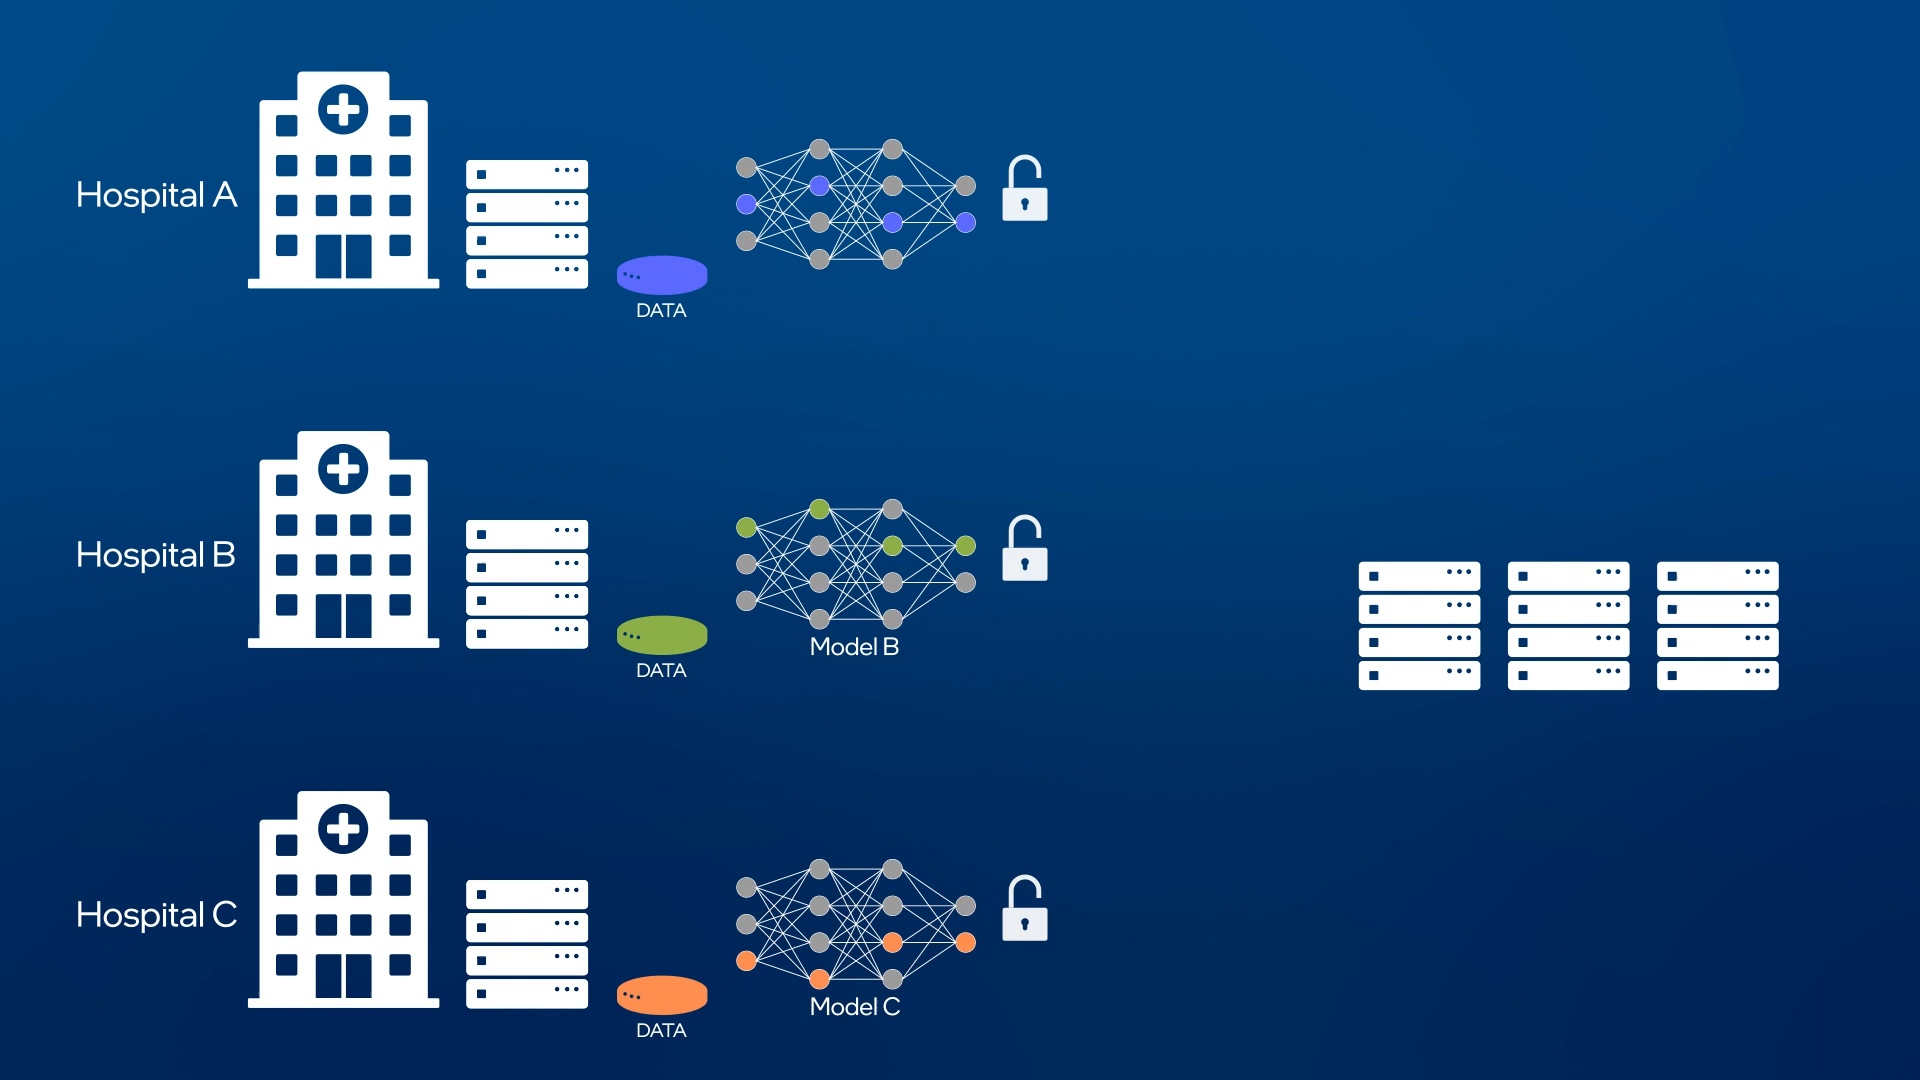 Hospital A
DATA
Hospital B
Model B
DATA
Hospital C
Model C
DATA